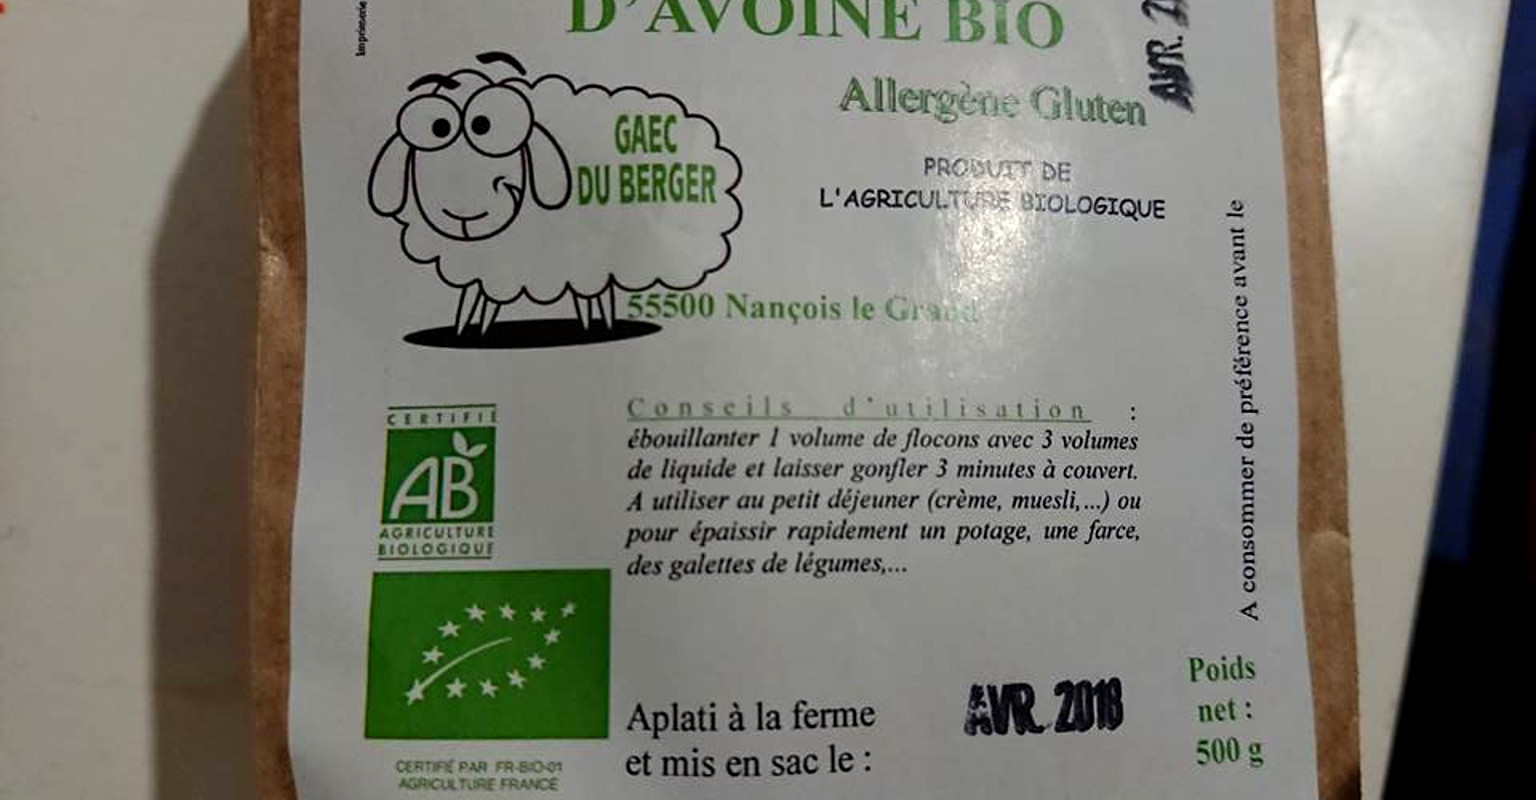 Imprimerie
D'AVOINE BIO
AVR.
Allergène Gluten
GAEC
DU BERGER
PRODUIT DE
L'AGRICULTURE BIOLOGIQUE
55500 Nançois le Grand
A consommer de préférence avant le
CERTIFIÉ
AB
AGRICULTURE
BIOLOGIQUE
Conseils d'utilisation :
ébouillanter 1 volume de flocons avec 3 volumes
de liquide et laisser gonfler 3 minutes à couvert.
A utiliser au petit déjeuner (crème, muesli,...) ou
pour épaissir rapidement un potage, une farce,
des galettes de légumes,...
Aplati à la ferme
et mis en sac le :
AVR. 2018
Poids
net :
500 g
CERTIFIÉ PAR FR-BIO-01
AGRICULTURE FRANCE